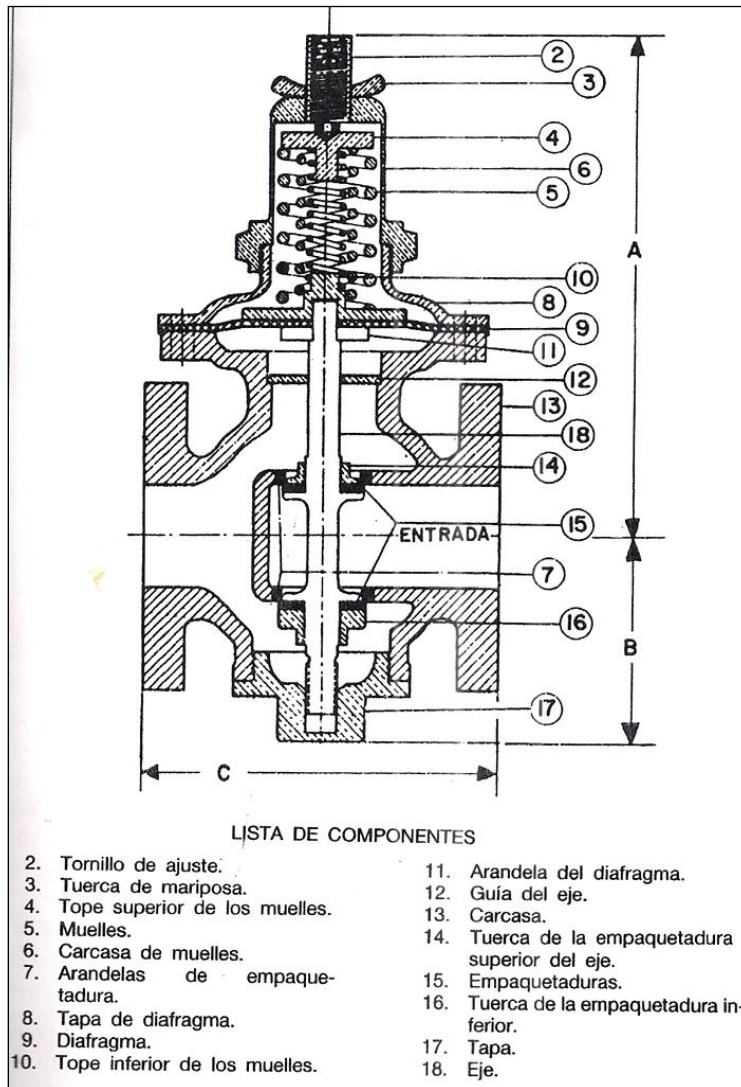 2
3
4
6
5
A
10
8
9
11
12
13
18
14
ENTRADA
15
7
16
B
17
C
LISTA DE COMPONENTES
2. Tornillo de ajuste.
3. Tuerca de mariposa.
4. Tope superior de los muelles.
5. Muelles.
6. Carcasa de muelles.
7. Arandelas de empaque-
tadura.
8. Tapa de diafragma.
9. Diafragma.
10. Tope inferior de los muelles.
11. Arandela del diafragma.
12. Guía del eje.
13. Carcasa.
14. Tuerca de la empaquetadura
superior del eje.
15. Empaquetaduras.
16. Tuerca de la empaquetadura in-
ferior.
17. Tapa.
18. Eje.